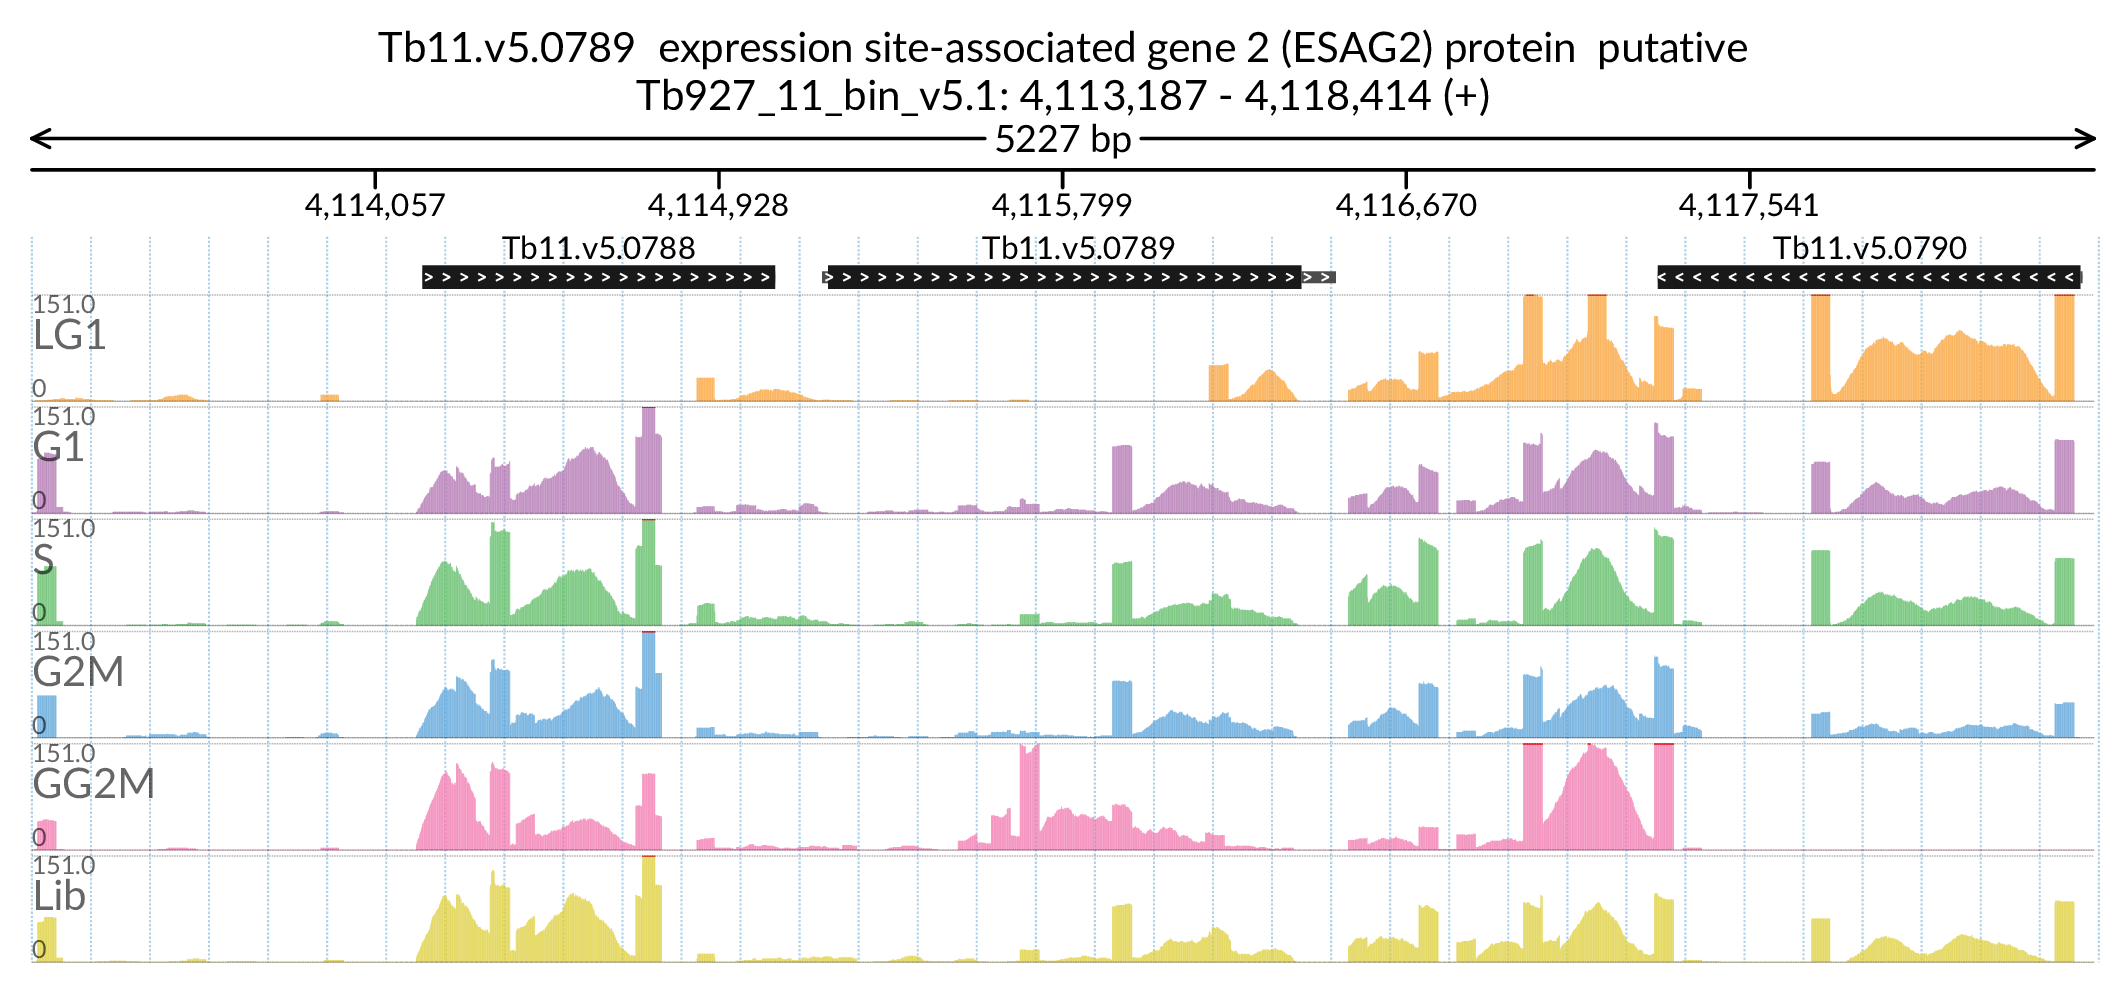 Tb11.v5.0789  expression site-associated gene 2 (ESAG2) protein  putative
Tb927_11_bin_v5.1: 4,113,187 - 4,118,414 (+)
5227 bp
4,114,057 4,114,928 4,115,799 4,116,670 4,117,541
Tb11.v5.0788 Tb11.v5.0789 Tb11.v5.0790
151.0
LG1
0
151.0
G1
0
151.0
S
0
151.0
G2M
0
151.0
GG2M
0
151.0
Lib
0